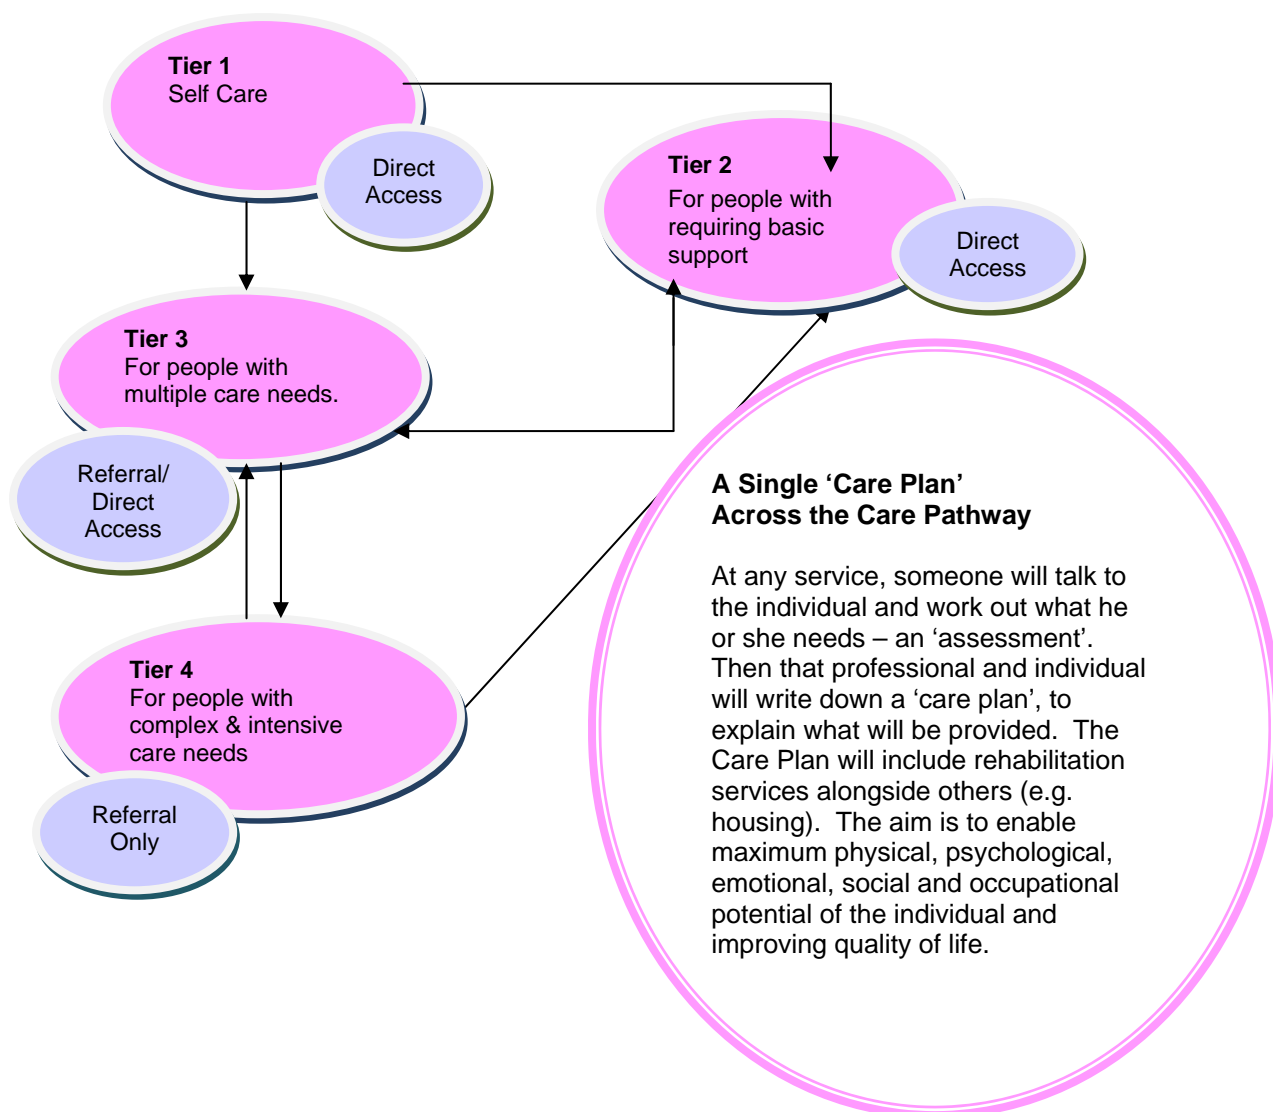 Tier 1
Self Care
Direct
Access
Tier 2
For people with
requiring basic
support
Direct
Access
Tier 3
For people with
multiple care needs.
Referral/
Direct
Access
A Single ‘Care Plan’
Across the Care Pathway
At any service, someone will talk to
the individual and work out what he
or she needs – an ‘assessment’.
Then that professional and individual
will write down a ‘care plan’, to
explain what will be provided.  The
Care Plan will include rehabilitation
services alongside others (e.g.
housing).  The aim is to enable
maximum physical, psychological,
emotional, social and occupational
potential of the individual and
improving quality of life.
Tier 4
For people with
complex & intensive
care needs
Referral
Only